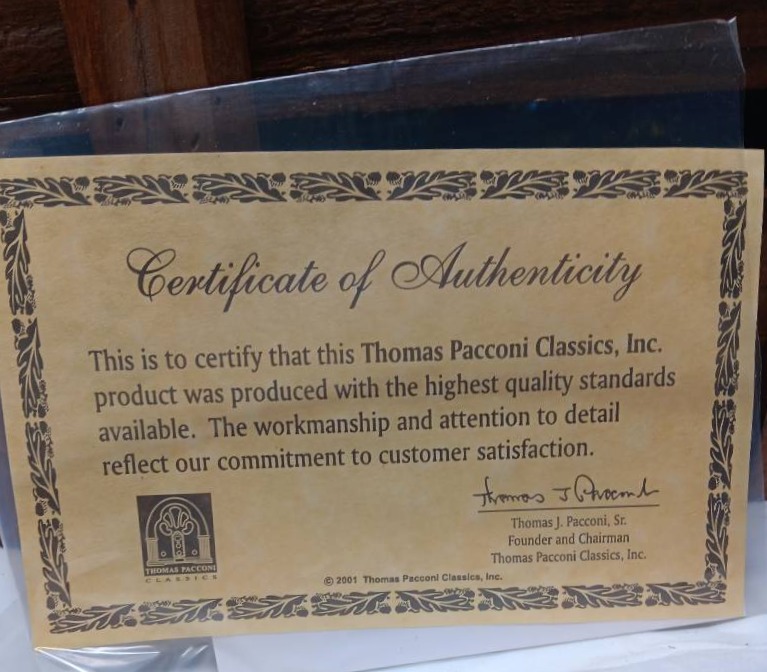 Certificate of Authenticity
This is to certify that this Thomas Pacconi Classics, Inc.
product was produced with the highest quality standards
available. The workmanship and attention to detail
reflect our commitment to customer satisfaction.
Thomas J Pacconi
Thomas J. Pacconi, Sr.
Founder and Chairman
Thomas Pacconi Classics, Inc.
THOMAS PACCONI
CLASSICS
© 2001 Thomas Pacconi Classics, Inc.